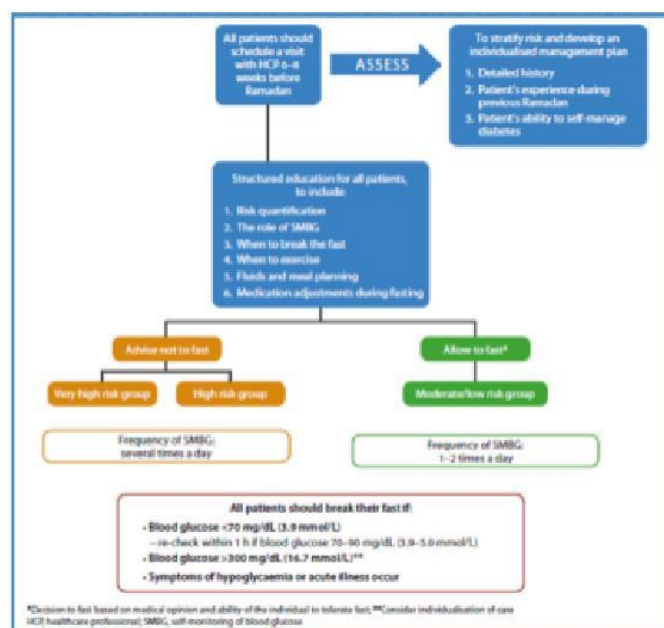 All patients should
schedule a visit
with HCP 6–8
weeks before
Ramadan
ASSESS
To stratify risk and develop an
individualised management plan
1. Detailed history
2. Patient's experience during
previous Ramadan
3. Patient's ability to self-manage
diabetes
Structured education for all patients,
to include:
1. Risk quantification
2. The role of SMBG
3. When to break the fast
4. When to exercise
5. Fluids and meal planning
6. Medication adjustments during fasting
Advise not to fast
Allow to fast#
Very high risk group
High risk group
Moderate/low risk group
Frequency of SMBG:
several times a day
Frequency of SMBG:
1–2 times a day
All patients should break their fast if:
• Blood glucose <70 mg/dL (3.9 mmol/L)
– re-check within 1 h if blood glucose 70–90 mg/dL (3.9–5.0 mmol/L)
• Blood glucose >300 mg/dL (16.7 mmol/L)##
• Symptoms of hypoglycaemia or acute illness occur
#Decision to fast based on medical opinion and ability of the individual to tolerate fast; ##Consider individualisation of care
HCP, healthcare professional; SMBG, self-monitoring of blood glucose